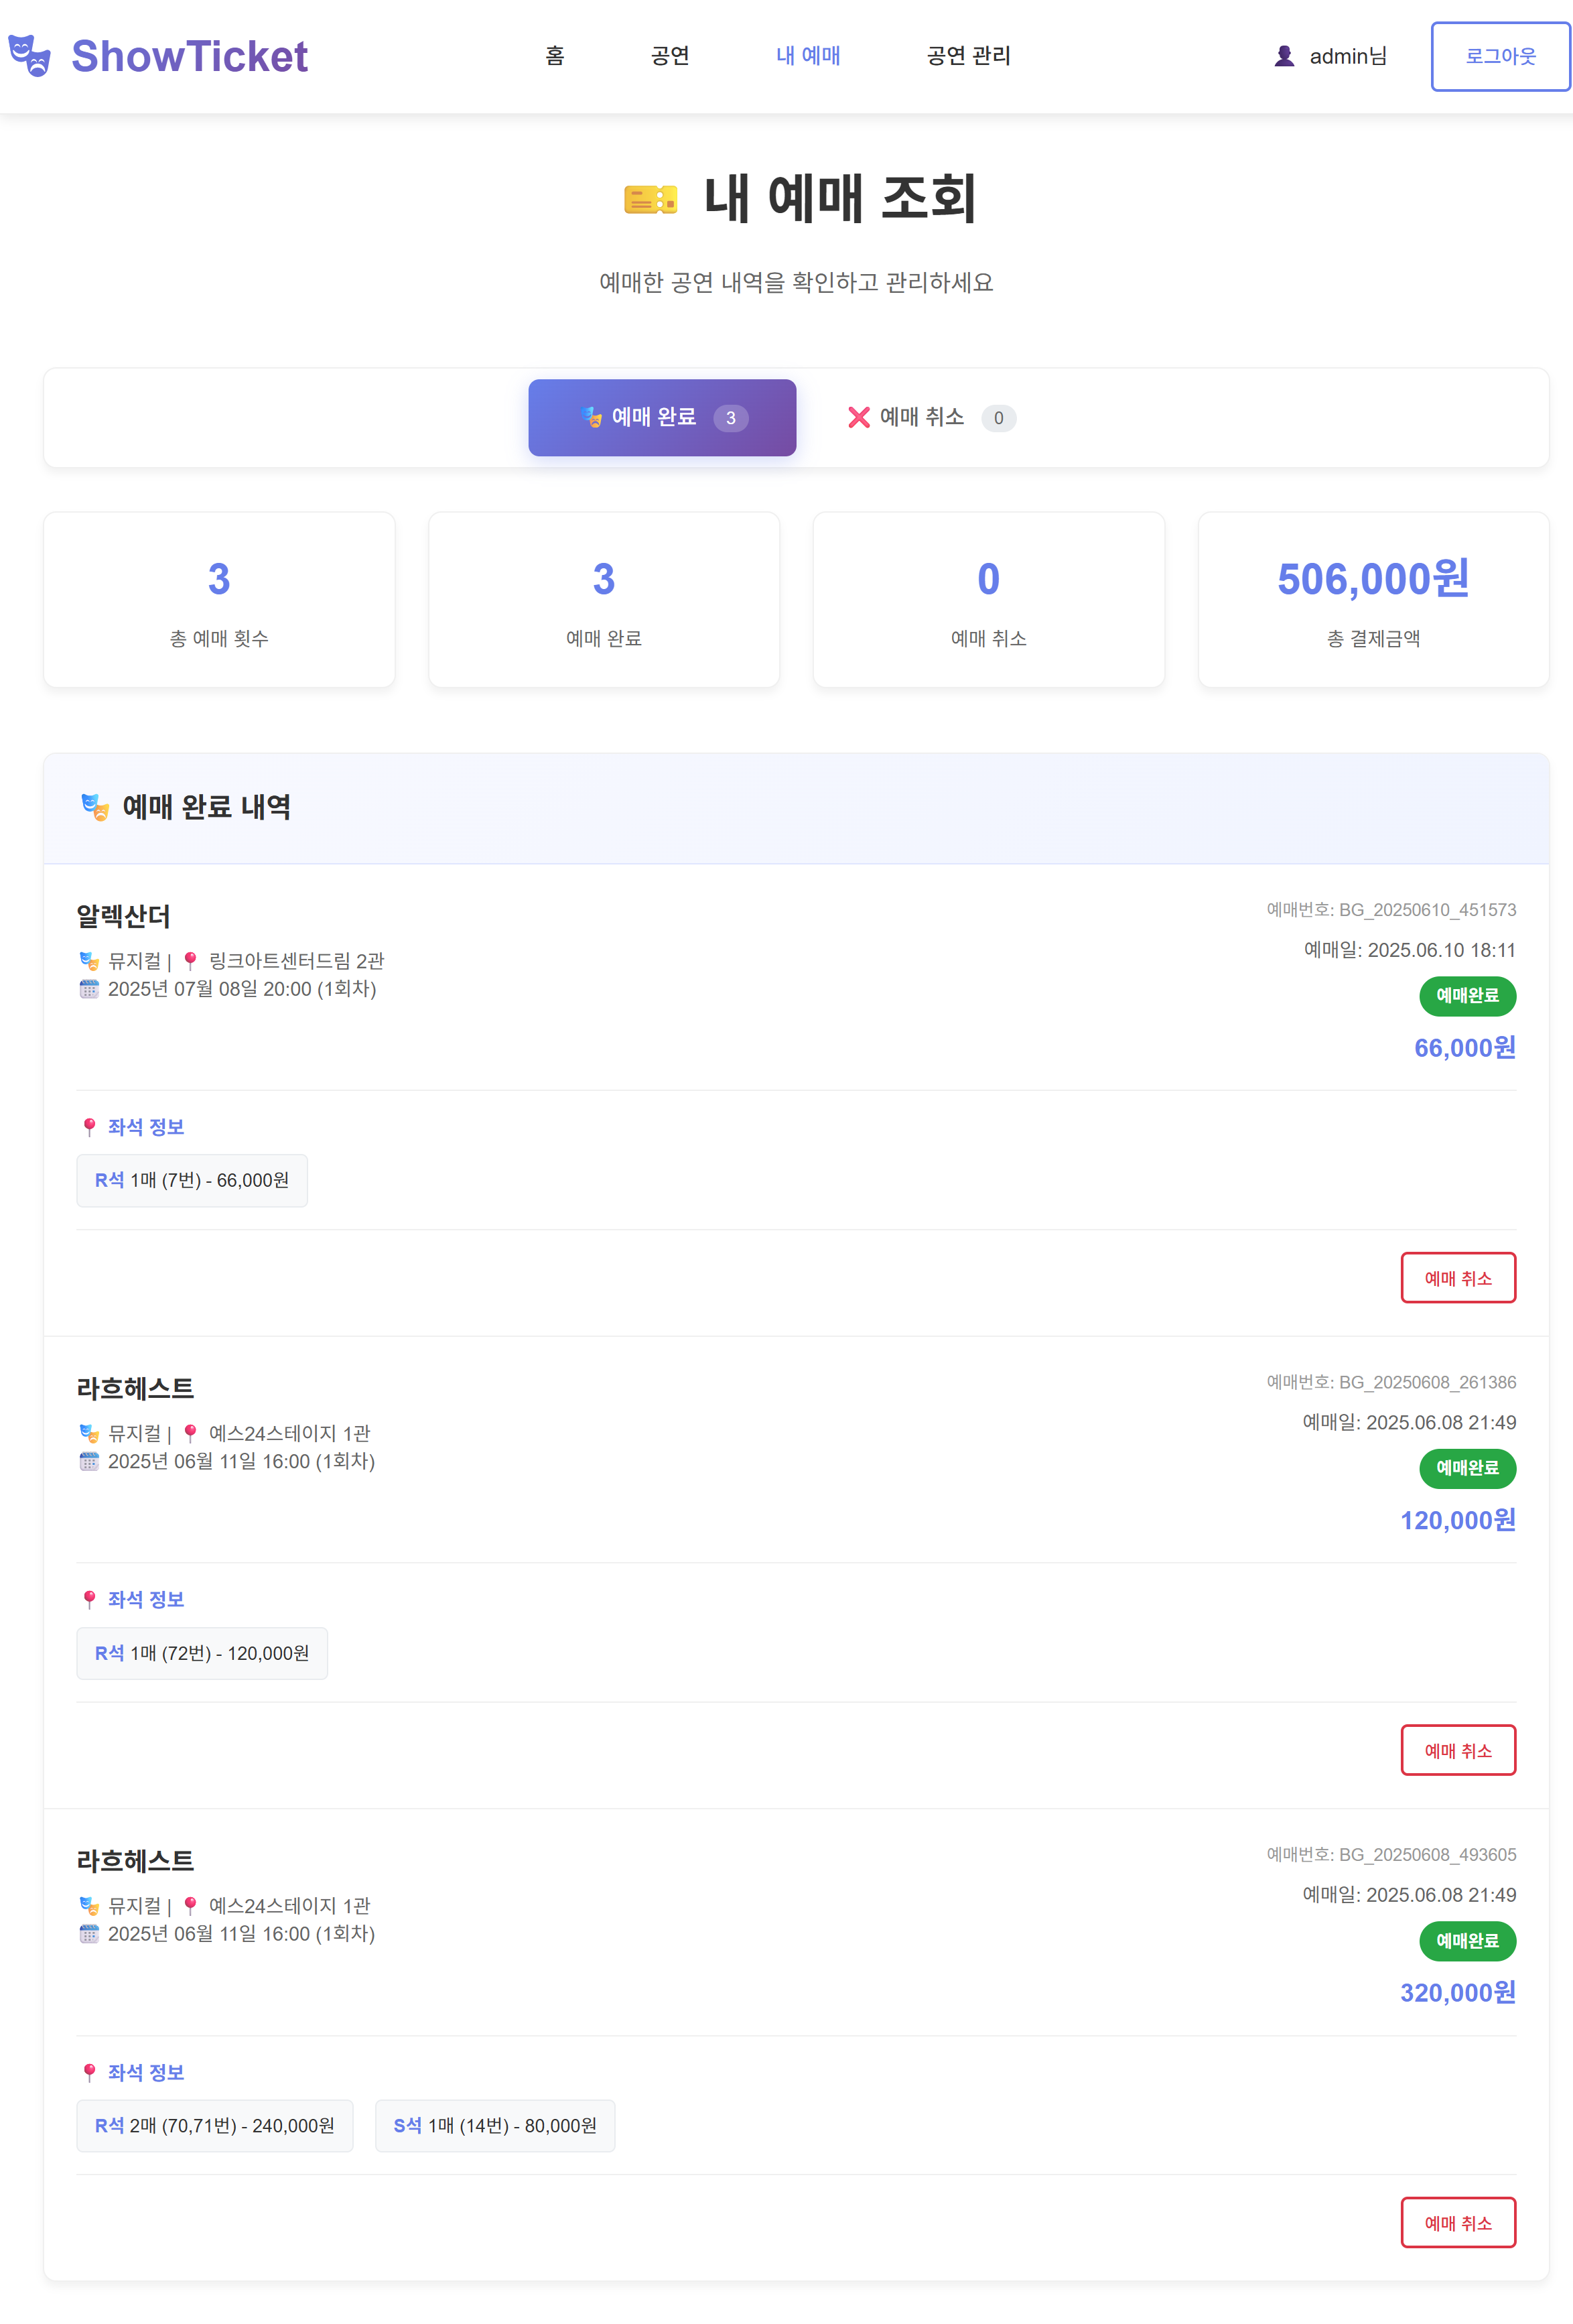 ShowTicket
홈 공연 내 예매 공연 관리
admin님 로그아웃
내 예매 조회
예매한 공연 내역을 확인하고 관리하세요
예매 완료 3 예매 취소 0
3
총 예매 횟수
3
예매 완료
0
예매 취소
506,000원
총 결제금액
예매 완료 내역
알렉산더
뮤지컬 | 링크아트센터드림 2관
2025년 07월 08일 20:00 (1회차)
예매번호: BG_20250610_451573
예매일: 2025.06.10 18:11
예매완료
66,000원
좌석 정보
R석 1매 (7번) - 66,000원
예매 취소
라흐헤스트
뮤지컬 | 예스24스테이지 1관
2025년 06월 11일 16:00 (1회차)
예매번호: BG_20250608_261386
예매일: 2025.06.08 21:49
예매완료
120,000원
좌석 정보
R석 1매 (72번) - 120,000원
예매 취소
라흐헤스트
뮤지컬 | 예스24스테이지 1관
2025년 06월 11일 16:00 (1회차)
예매번호: BG_20250608_493605
예매일: 2025.06.08 21:49
예매완료
320,000원
좌석 정보
R석 2매 (70,71번) - 240,000원 S석 1매 (14번) - 80,000원
예매 취소